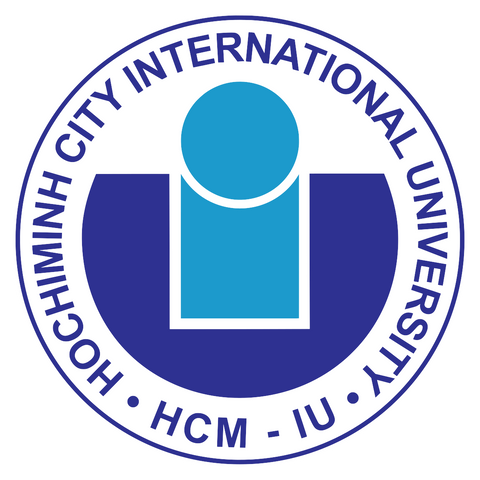 HOCHIMINH CITY INTERNATIONAL UNIVERSITY
• HCM - IU •